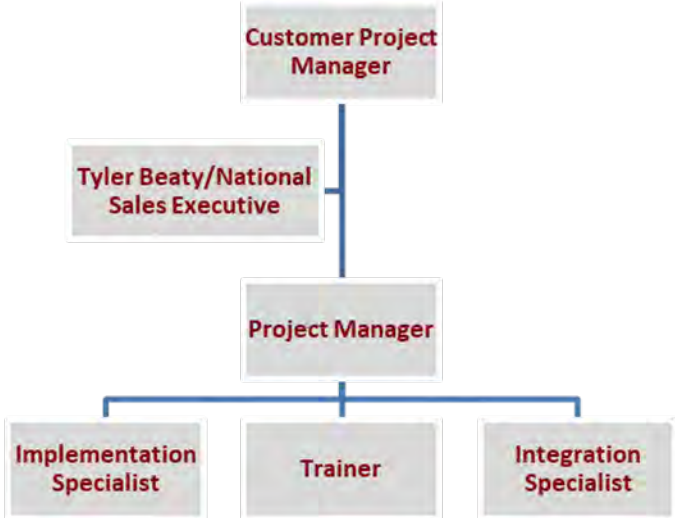 Customer Project
Manager
Tyler Beaty/National
Sales Executive
Project Manager
Implementation
Specialist
Trainer
Integration
Specialist